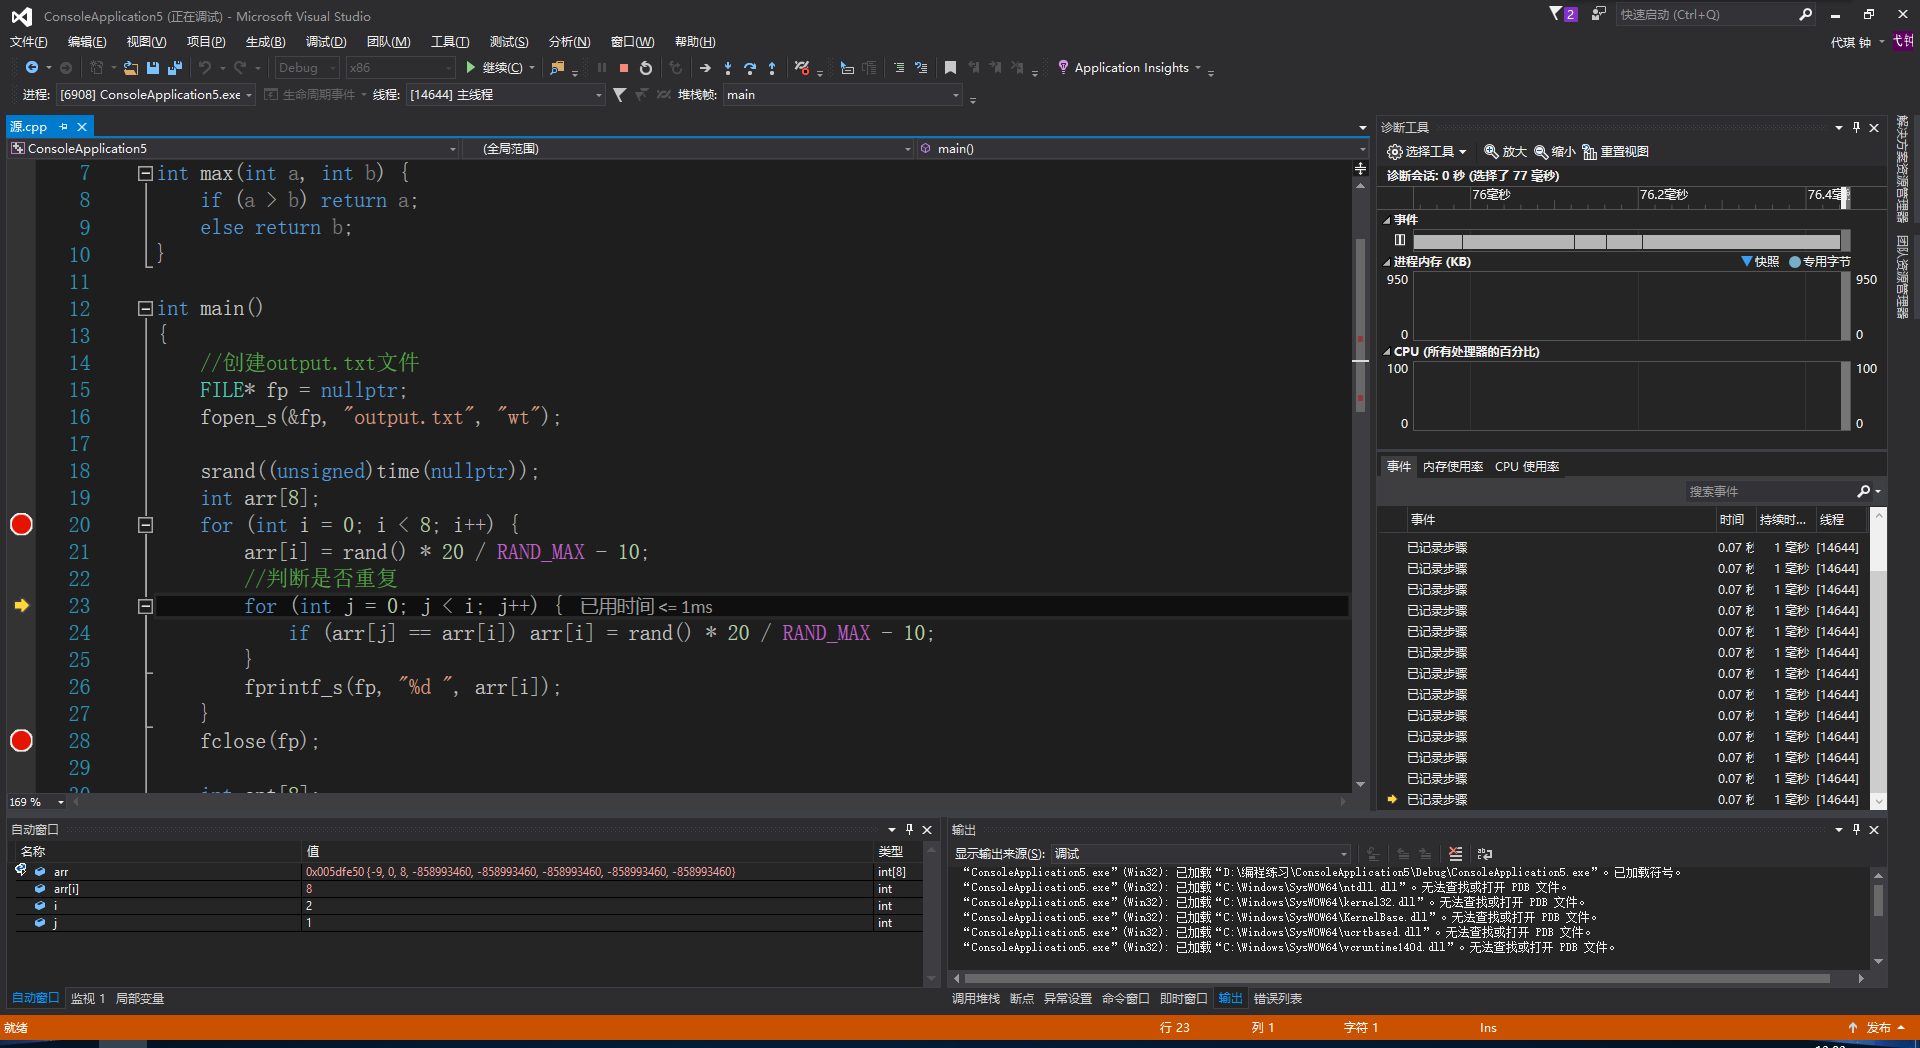 ConsoleApplication5 (正在调试) - Microsoft Visual Studio
2
快速启动 (Ctrl+Q)
文件(F) 编辑(E) 视图(V) 项目(P) 生成(B) 调试(D) 团队(M) 工具(T) 测试(S) 分析(N) 窗口(W) 帮助(H)
代琪 钟
代钟
Debug x86 继续(C) Application Insights
进程: [6908] ConsoleApplication5.exe 生命周期事件 线程: [14644] 主线程 堆栈帧: main
源.cpp
ConsoleApplication5 (全局范围) main()
7 int max(int a, int b) {
8 if (a > b) return a;
9 else return b;
10 }
11
12 int main()
13 {
14 //创建output.txt文件
15 FILE* fp = nullptr;
16 fopen_s(&fp, "output.txt", "wt");
17
18 srand((unsigned)time(nullptr));
19 int arr[8];
20 for (int i = 0; i < 8; i++) {
21 arr[i] = rand() * 20 / RAND_MAX - 10;
22 //判断是否重复
23 for (int j = 0; j < i; j++) { 已用时间 <= 1ms
24 if (arr[j] == arr[i]) arr[i] = rand() * 20 / RAND_MAX - 10;
25 }
26 fprintf_s(fp, "%d ", arr[i]);
27 }
28 fclose(fp);
29
169 %
诊断工具
选择工具 放大 缩小 重置视图
诊断会话: 0 秒 (选择了 77 毫秒)
76毫秒 76.2毫秒 76.4毫
事件
进程内存 (KB) 快照 专用字节
950 950
0 0
CPU (所有处理器的百分比)
100 100
0 0
事件 内存使用率 CPU 使用率
搜索事件
事件 时间 持续时... 线程
已记录步骤 0.07 秒 1 毫秒 [14644]
已记录步骤 0.07 秒 1 毫秒 [14644]
已记录步骤 0.07 秒 1 毫秒 [14644]
已记录步骤 0.07 秒 1 毫秒 [14644]
已记录步骤 0.07 秒 1 毫秒 [14644]
已记录步骤 0.07 秒 1 毫秒 [14644]
已记录步骤 0.07 秒 1 毫秒 [14644]
已记录步骤 0.07 秒 1 毫秒 [14644]
已记录步骤 0.07 秒 1 毫秒 [14644]
已记录步骤 0.07 秒 1 毫秒 [14644]
已记录步骤 0.07 秒 1 毫秒 [14644]
已记录步骤 0.07 秒 1 毫秒 [14644]
已记录步骤 0.07 秒 1 毫秒 [14644]
解决方案资源管理器
团队资源管理器
自动窗口
名称 值 类型
arr 0x005dfe50 {-9, 0, 8, -858993460, -858993460, -858993460, -858993460, -858993460} int[8]
arr[i] 8 int
i 2 int
j 1 int
自动窗口 监视 1 局部变量
输出
显示输出来源(S): 调试
“ConsoleApplication5.exe”(Win32): 已加载“D:\编程练习\ConsoleApplication5\Debug\ConsoleApplication5.exe”。已加载符号。
“ConsoleApplication5.exe”(Win32): 已加载“C:\Windows\SysWOW64\ntdll.dll”。无法查找或打开 PDB 文件。
“ConsoleApplication5.exe”(Win32): 已加载“C:\Windows\SysWOW64\kernel32.dll”。无法查找或打开 PDB 文件。
“ConsoleApplication5.exe”(Win32): 已加载“C:\Windows\SysWOW64\KernelBase.dll”。无法查找或打开 PDB 文件。
“ConsoleApplication5.exe”(Win32): 已加载“C:\Windows\SysWOW64\ucrtbased.dll”。无法查找或打开 PDB 文件。
“ConsoleApplication5.exe”(Win32): 已加载“C:\Windows\SysWOW64\vcruntime140d.dll”。无法查找或打开 PDB 文件。
调用堆栈 断点 异常设置 命令窗口 即时窗口 输出 错误列表
就绪 行 23 列 1 字符 1 Ins 发布